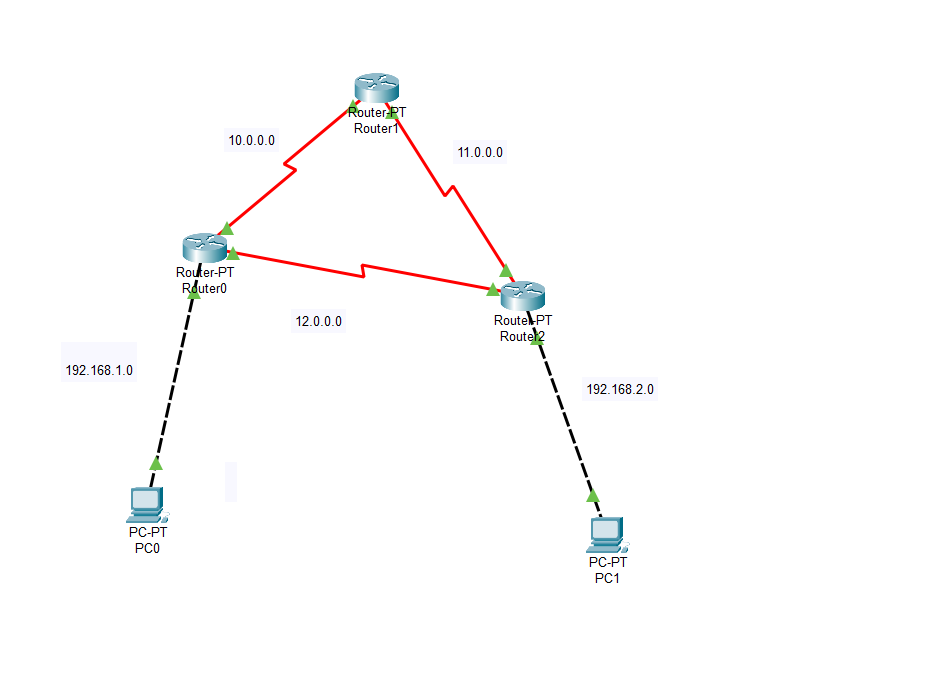 Router-PT
Router1
10.0.0.0
11.0.0.0
Router-PT
Router0
Router-PT
Router2
12.0.0.0
192.168.1.0
192.168.2.0
PC-PT
PC0
PC-PT
PC1